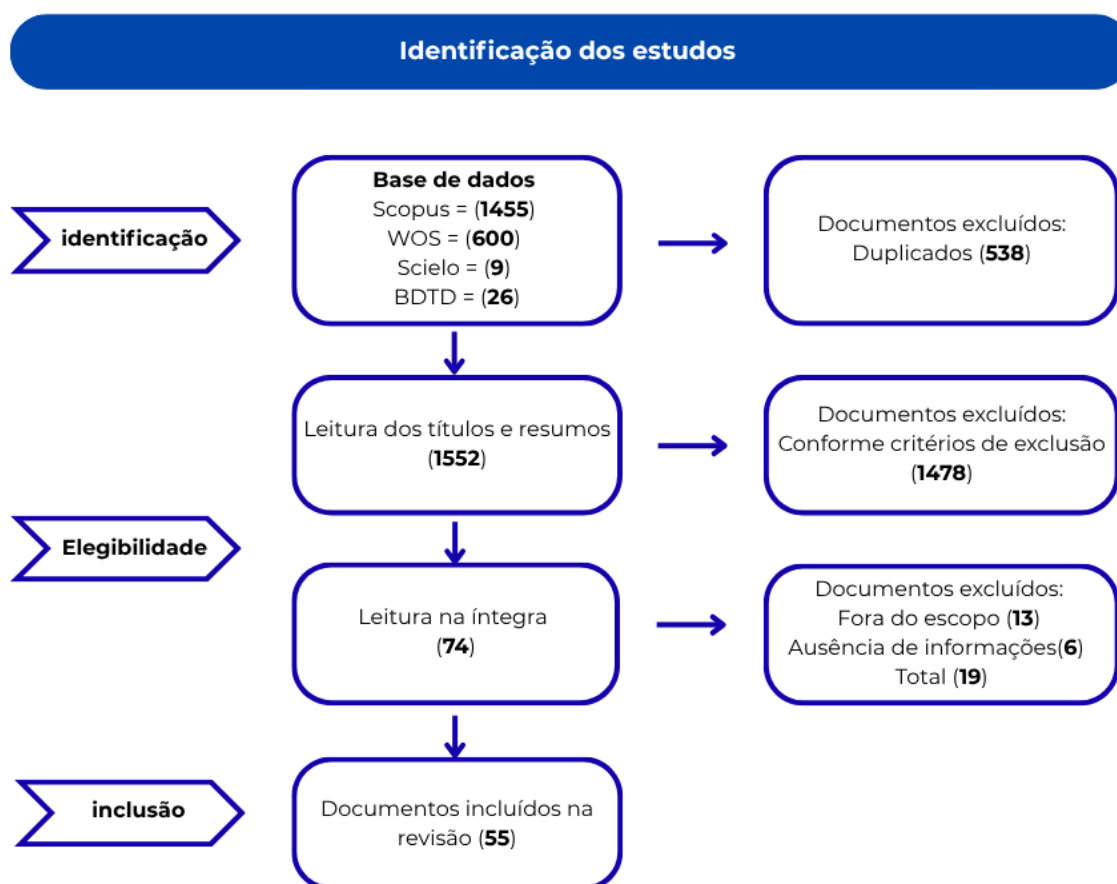 Identificação dos estudos
identificação
Base de dados
Scopus = (1455)
WOS = (600)
Scielo = (9)
BDTD = (26)
Documentos excluídos:
Duplicados (538)
Leitura dos títulos e resumos
(1552)
Documentos excluídos:
Conforme critérios de exclusão
(1478)
Elegibilidade
Leitura na íntegra
(74)
Documentos excluídos:
Fora do escopo (13)
Ausência de informações(6)
Total (19)
inclusão
Documentos incluídos na
revisão (55)